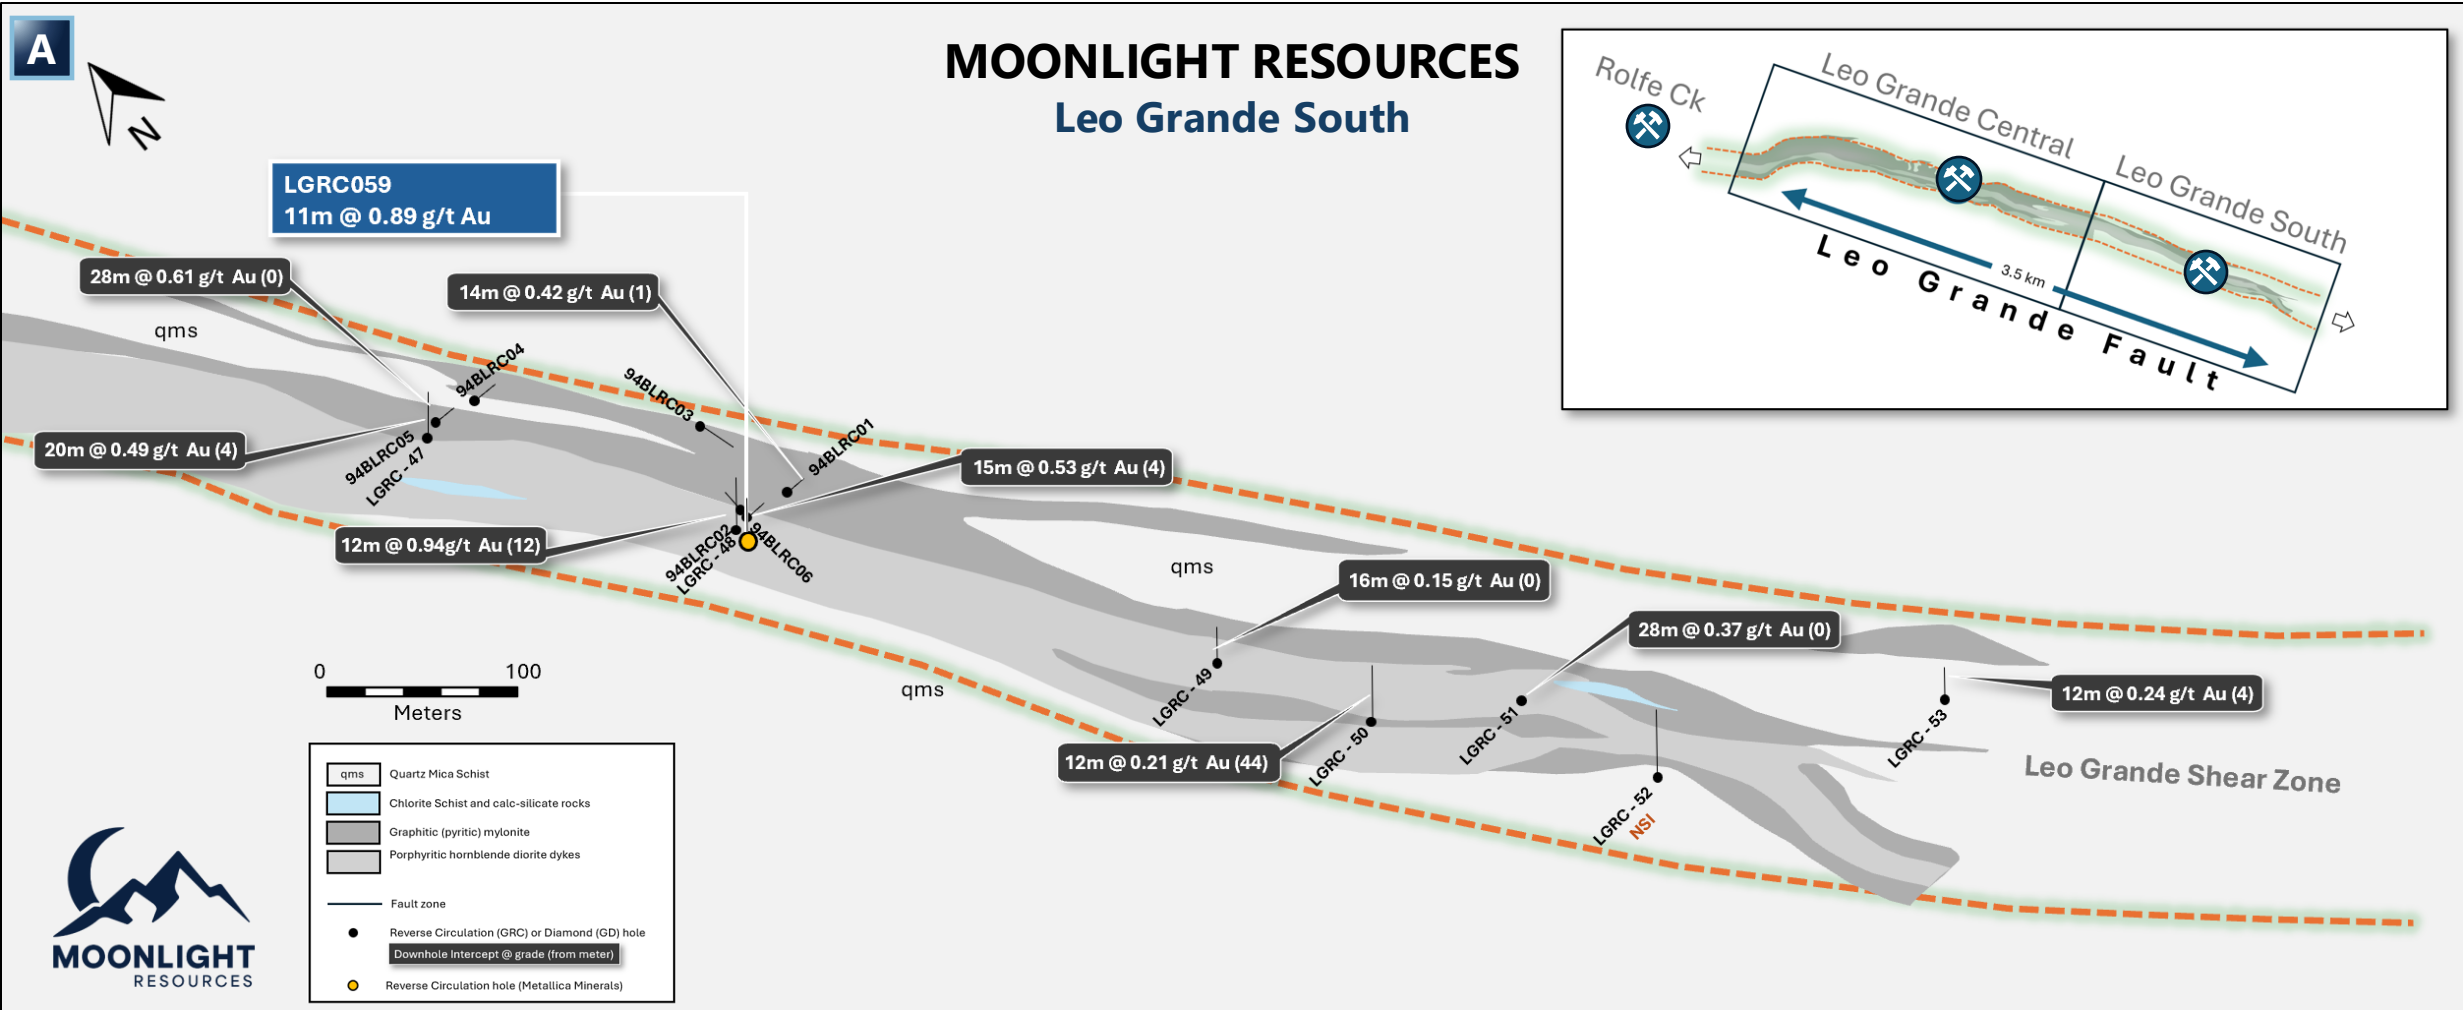 A
N
MOONLIGHT RESOURCES
Leo Grande South
Rolfe Ck
Leo Grande Central
Leo Grande South
3.5 km
Leo Grande Fault
LGRC059
11m @ 0.89 g/t Au
28m @ 0.61 g/t Au (0)
14m @ 0.42 g/t Au (1)
qms
94BLRC04
94BLRC03
94BLRC01
20m @ 0.49 g/t Au (4)
94BLRC05
LGRC - 47
15m @ 0.53 g/t Au (4)
12m @ 0.94g/t Au (12)
94BLRC02
LGRC - 48
94BLRC06
qms
16m @ 0.15 g/t Au (0)
28m @ 0.37 g/t Au (0)
qms
LGRC - 49
12m @ 0.24 g/t Au (4)
12m @ 0.21 g/t Au (44)
LGRC - 50
LGRC - 51
LGRC - 52
NSI
LGRC - 53
Leo Grande Shear Zone
0 100
Meters
qms Quartz Mica Schist
Chlorite Schist and calc-silicate rocks
Graphitic (pyritic) mylonite
Porphyritic hornblende diorite dykes
Fault zone
Reverse Circulation (GRC) or Diamond (GD) hole
Downhole Intercept @ grade (from meter)
Reverse Circulation hole (Metallica Minerals)
MOONLIGHT
RESOURCES